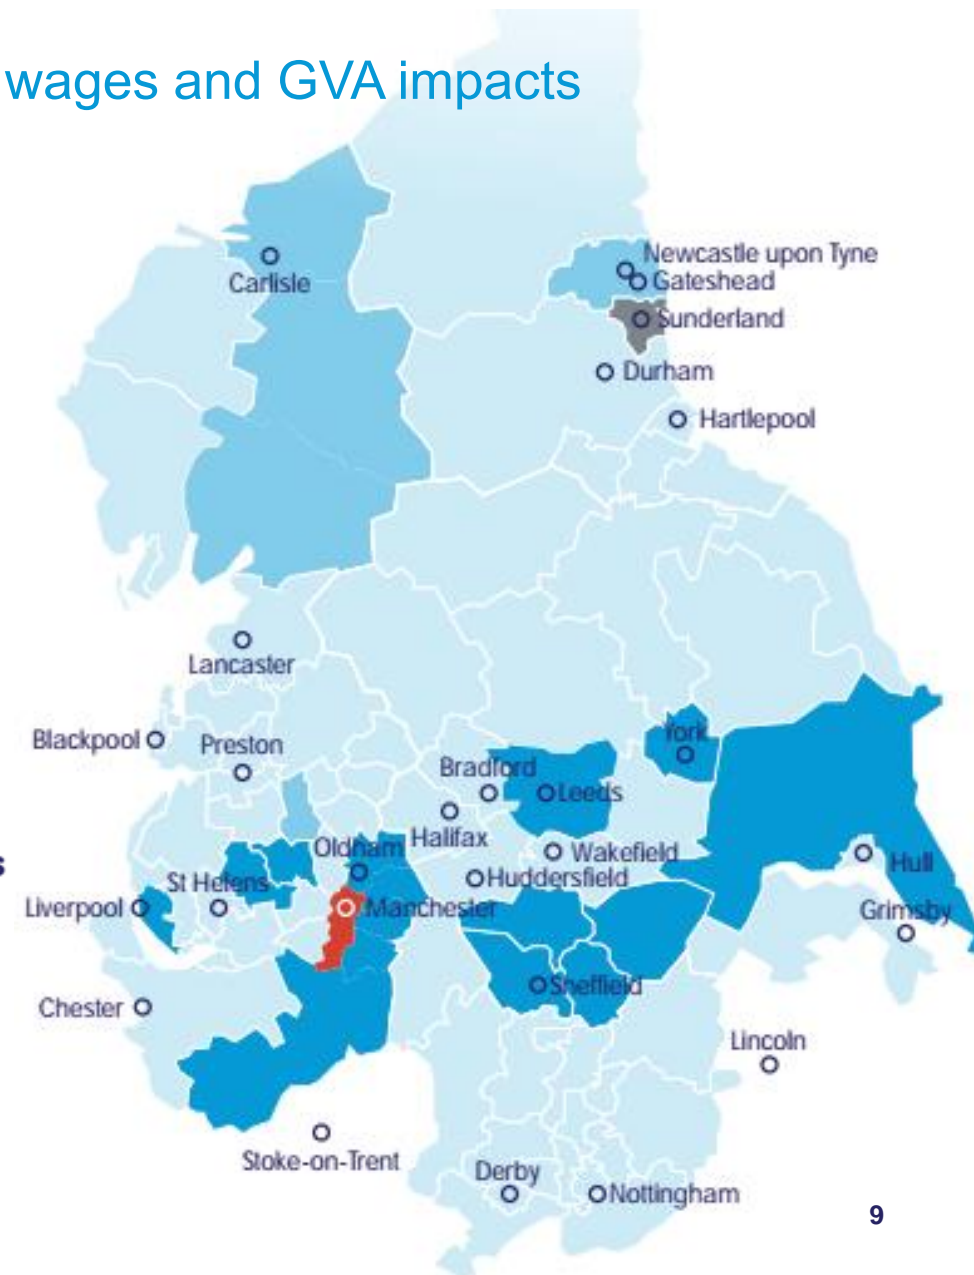 wages and GVA impacts
Newcastle upon Tyne
Carlisle
Gateshead
Sunderland
Durham
Hartlepool
Lancaster
York
Blackpool
Preston
Bradford
Leeds
Halifax
Oldham
Wakefield
s
Hull
St Helens
Huddersfield
Liverpool
Manchester
Grimsby
Sheffield
Chester
Lincoln
Stoke-on-Trent
Derby
Nottingham
9